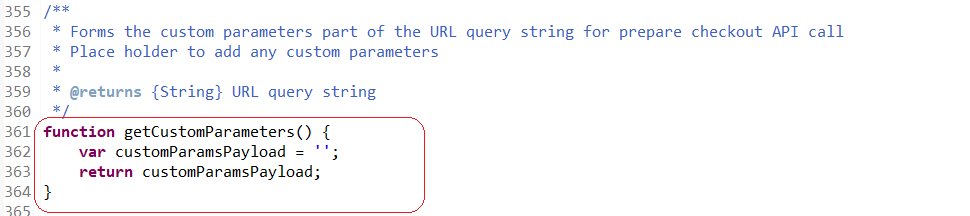 355 /**
356  * Forms the custom parameters part of the URL query string for prepare checkout API call
357  * Place holder to add any custom parameters
358  *
359  * @returns {String} URL query string
360  */
361 function getCustomParameters() {
362     var customParamsPayload = '';
363     return customParamsPayload;
364 }
365